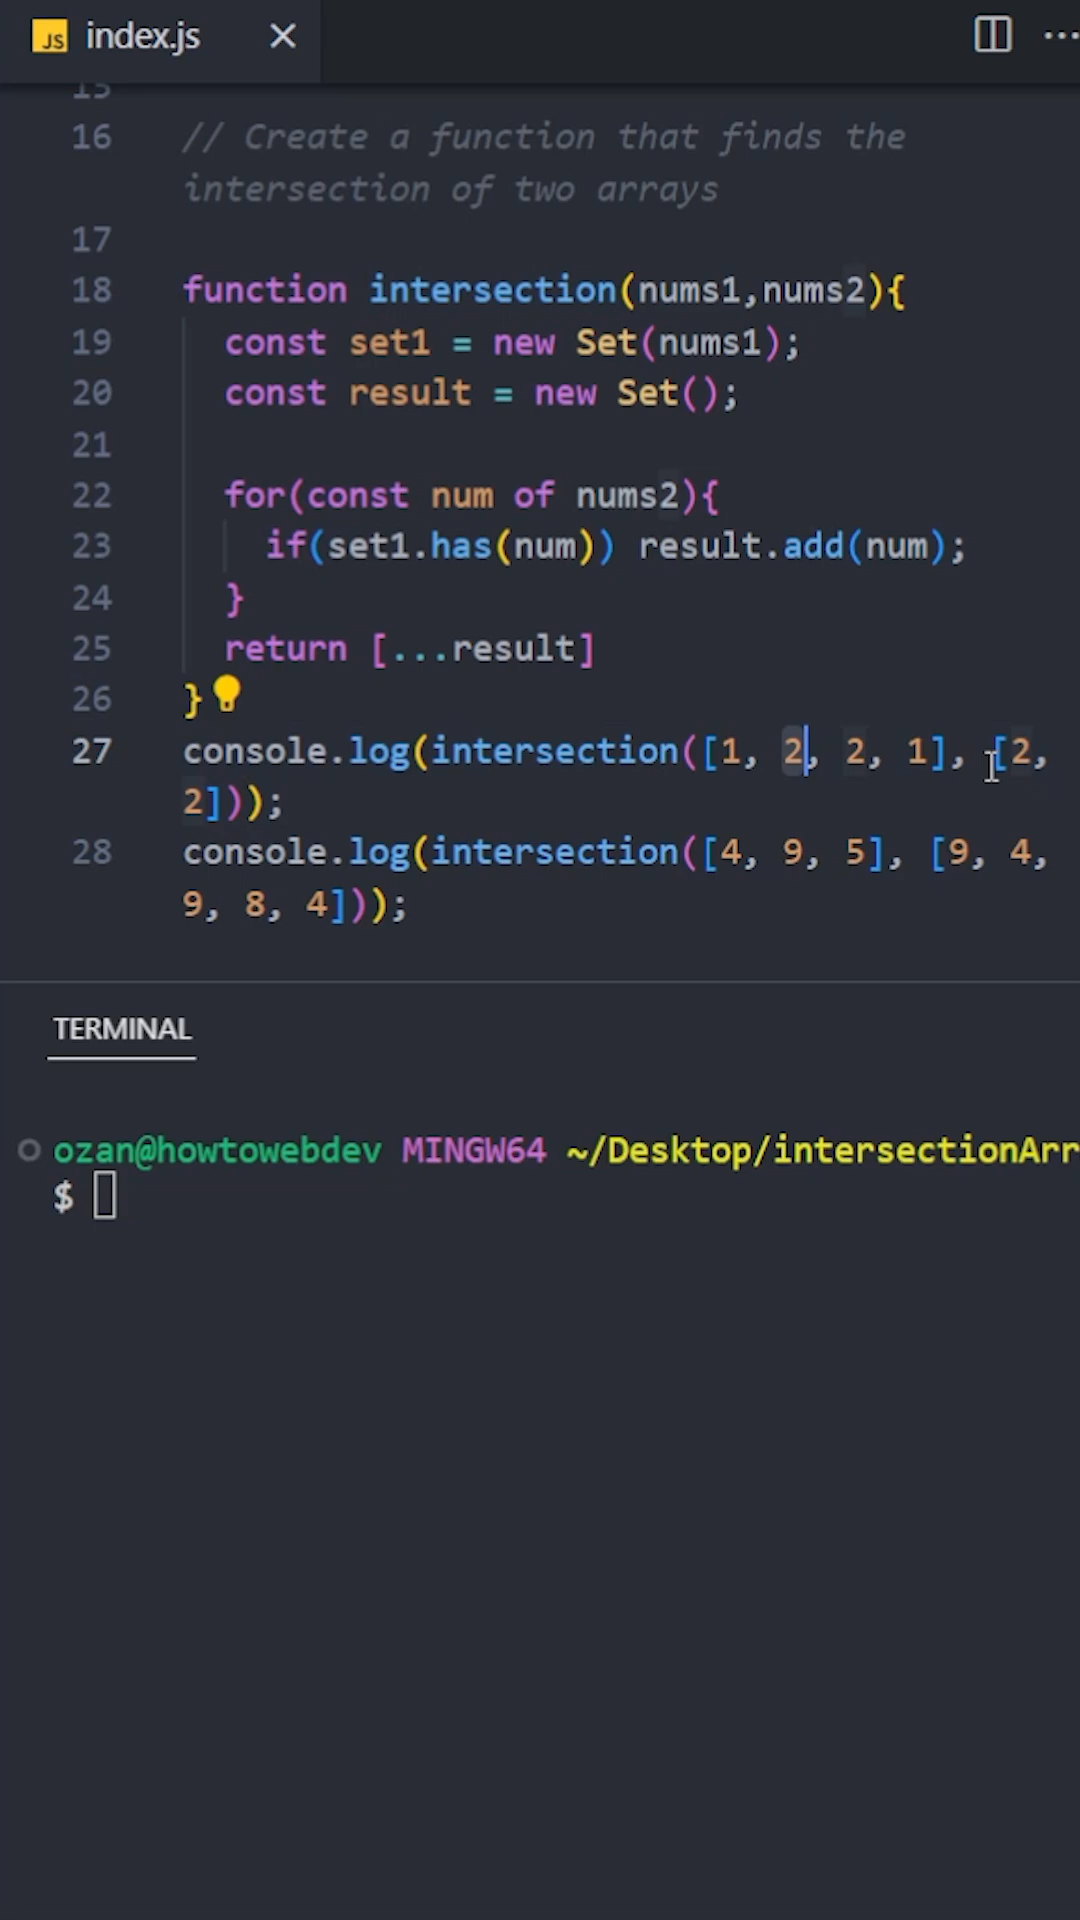 JS index.js
15
16 // Create a function that finds the
intersection of two arrays
17
18 function intersection(nums1,nums2){
19 const set1 = new Set(nums1);
20 const result = new Set();
21
22 for(const num of nums2){
23 if(set1.has(num)) result.add(num);
24 }
25 return [...result]
26 }
27 console.log(intersection([1, 2, 2, 1], [2,
2]));
28 console.log(intersection([4, 9, 5], [9, 4,
9, 8, 4]));
TERMINAL
ozan@howtowebdev MINGW64 ~/Desktop/intersectionArr
$